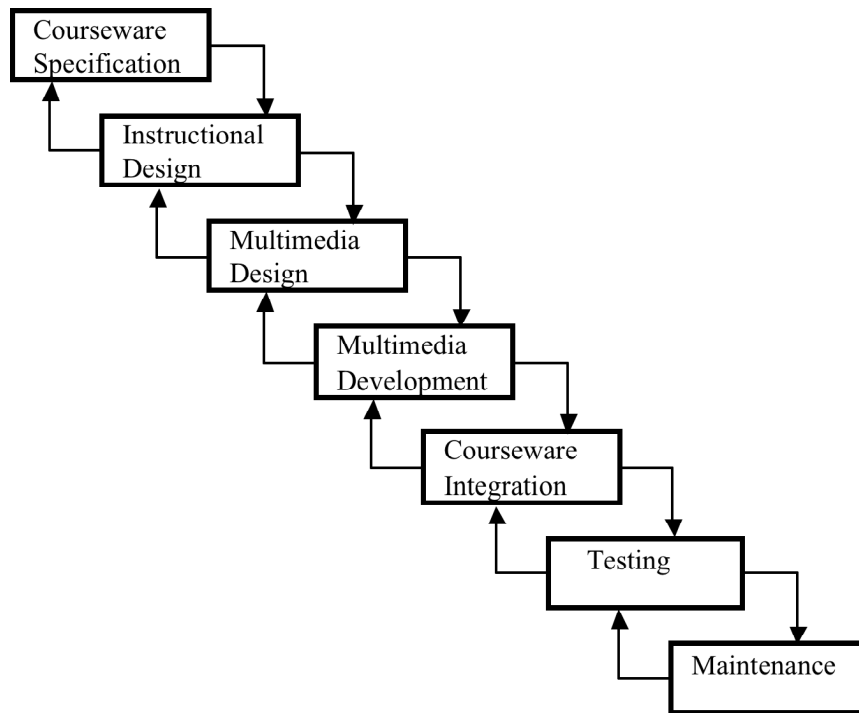 Courseware
Specification
Instructional
Design
Multimedia
Design
Multimedia
Development
Courseware
Integration
Testing
Maintenance